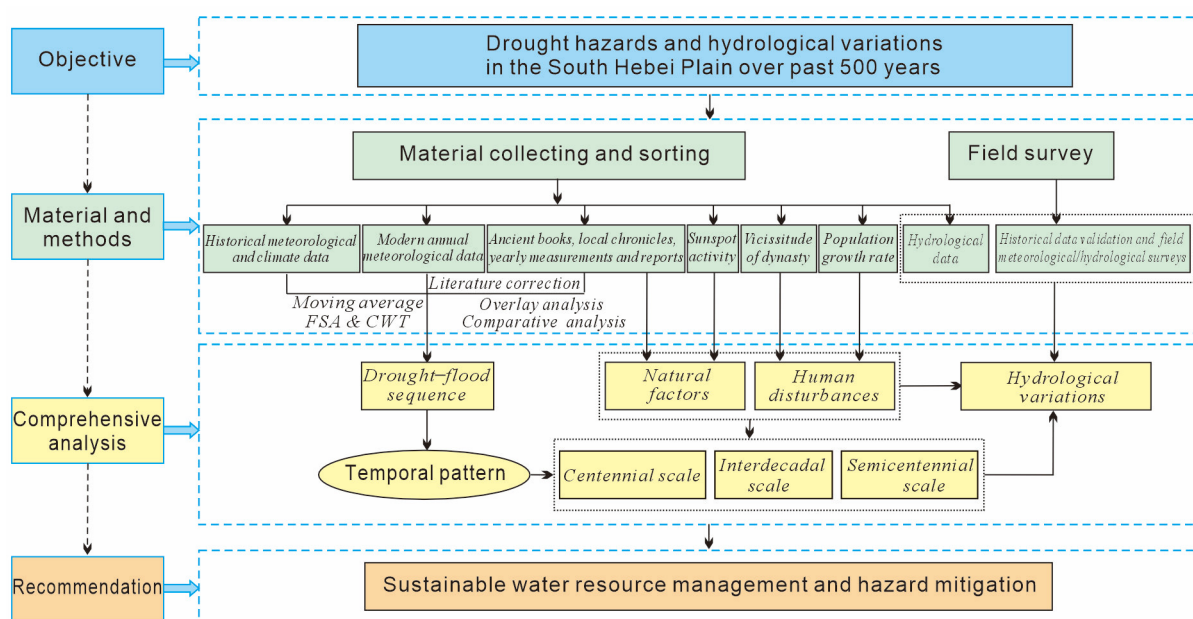 Objective
Drought hazards and hydrological variations
in the South Hebei Plain over past 500 years
Material and
methods
Material collecting and sorting
Field survey
Historical meteorological
and climate data
Modern annual
meteorological data
Ancient books, local chronicles,
yearly measurements and reports
Sunspot
activity
Vicissitude
of dynasty
Population
growth rate
Hydrological
data
Historical data validation and field
meteorological/hydrological surveys
Literature correction
Moving average
FSA & CWT
Overlay analysis
Comparative analysis
Comprehensive
analysis
Drought–flood
sequence
Natural
factors
Human
disturbances
Hydrological
variations
Temporal pattern
Centennial scale
Interdecadal
scale
Semicentennial
scale
Recommendation
Sustainable water resource management and hazard mitigation